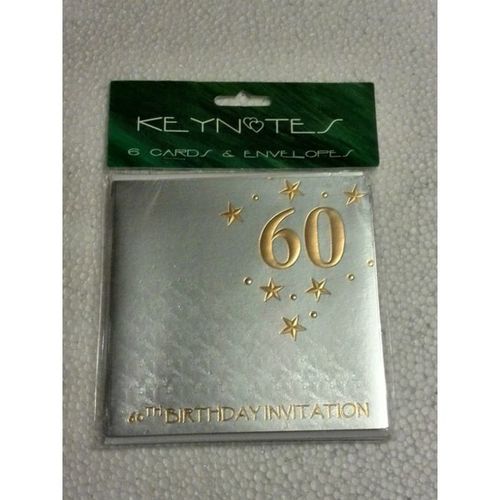 KEYNOTES
6 CARDS & ENVELOPES
60
60TH BIRTHDAY INVITATION